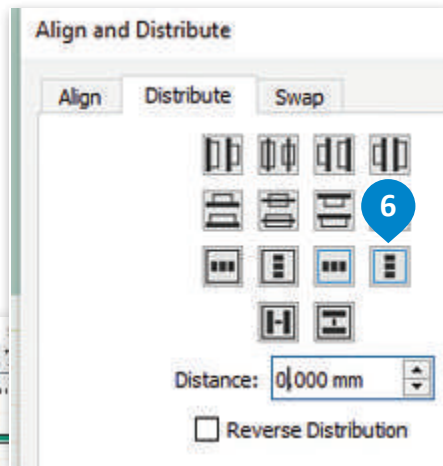 Align and Distribute
Align Distribute Swap
6
Distance: 0.000 mm
Reverse Distribution